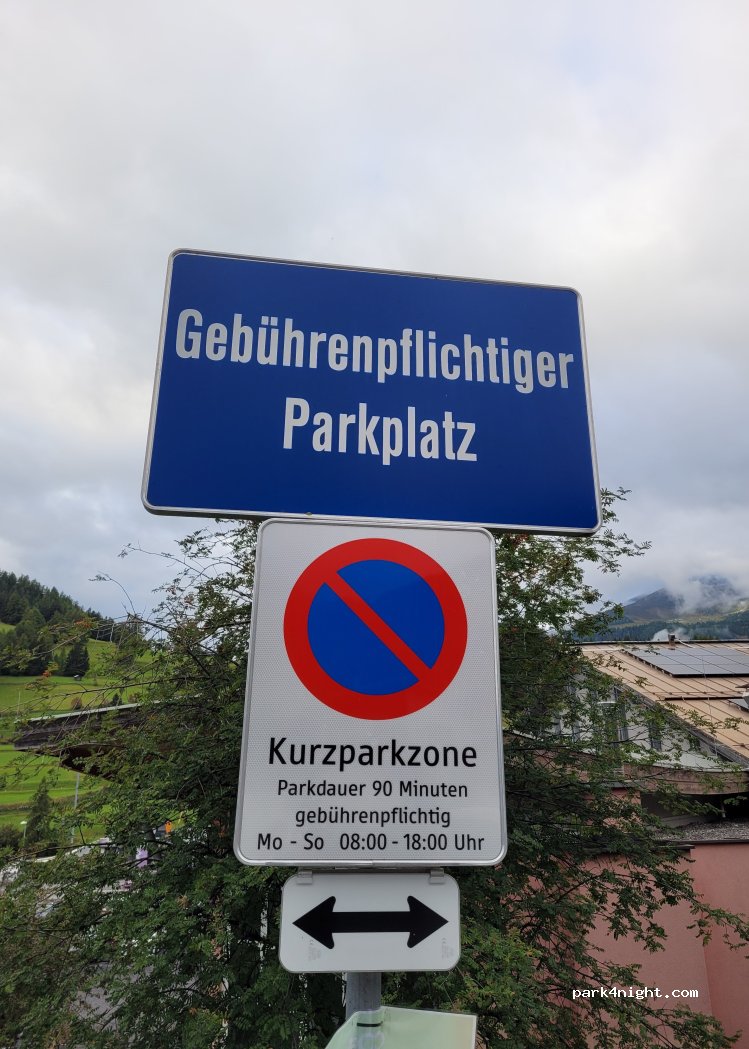 Gebührenpflichtiger
Parkplatz
Kurzparkzone
Parkdauer 90 Minuten
gebührenpflichtig
Mo - So 08:00 - 18:00 Uhr
park4night.com